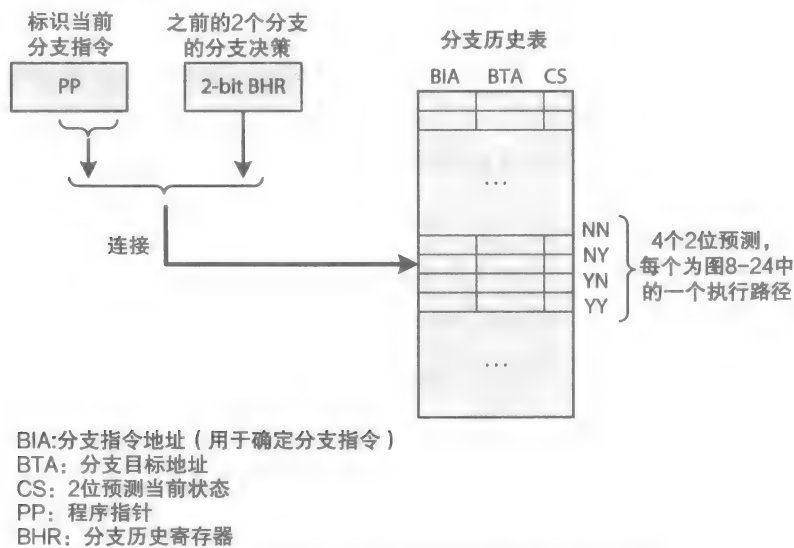 标识当前
分支指令
PP
之前的2个分支
的分支决策
2-bit BHR
连接
分支历史表
BIA BTA CS
...
NN
NY
YN
YY
...
4个2位预测，
每个为图8-24中
的一个执行路径
BIA:分支指令地址（用于确定分支指令）
BTA：分支目标地址
CS：2位预测当前状态
PP：程序指针
BHR：分支历史寄存器